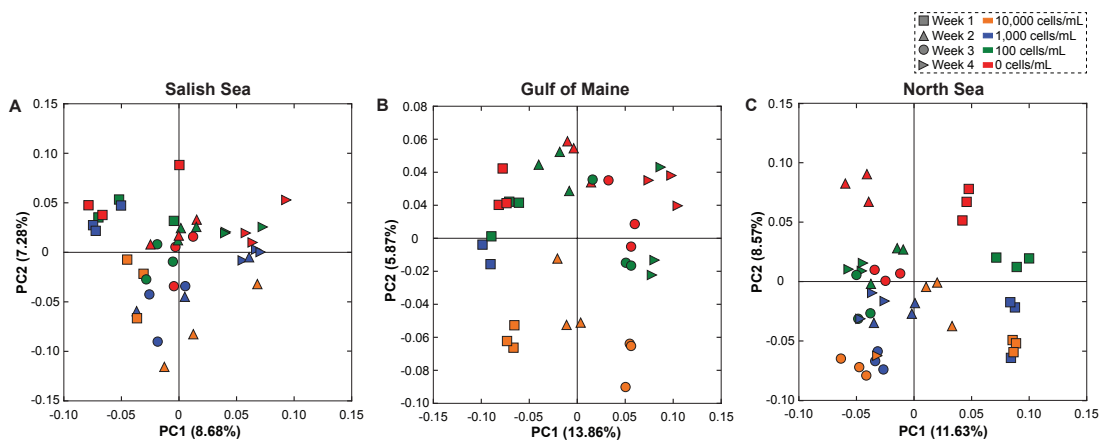 Week 1 10,000 cells/mL
Week 2 1,000 cells/mL
Week 3 100 cells/mL
Week 4 0 cells/mL
A
Salish Sea
0.15
0.10
0.05
0
-0.05
-0.10
-0.15
PC2 (7.28%)
-0.10 -0.05 0 0.05 0.10 0.15
PC1 (8.68%)
B
Gulf of Maine
0.08
0.06
0.04
0.02
0
-0.02
-0.04
-0.06
-0.08
-0.10
PC2 (5.87%)
-0.15 -0.10 -0.05 0 0.05 0.10 0.15
PC1 (13.86%)
C
North Sea
0.15
0.10
0.05
0
-0.05
-0.10
PC2 (8.57%)
-0.10 -0.05 0 0.05 0.10 0.15
PC1 (11.63%)